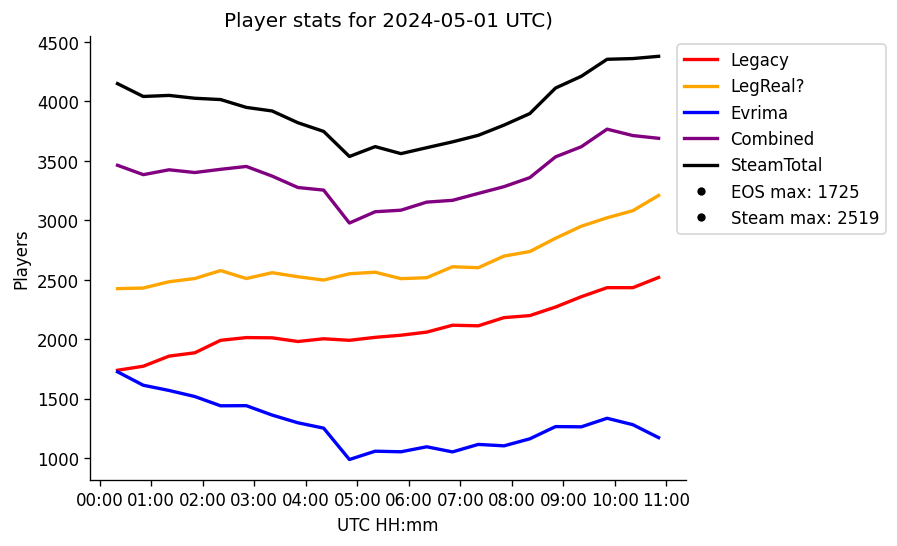 Player stats for 2024-05-01 UTC)
4500
4000
3500
3000
2500
2000
1500
1000
Players
00:00 01:00 02:00 03:00 04:00 05:00 06:00 07:00 08:00 09:00 10:00 11:00
UTC HH:mm
Legacy
LegReal?
Evrima
Combined
SteamTotal
EOS max: 1725
Steam max: 2519